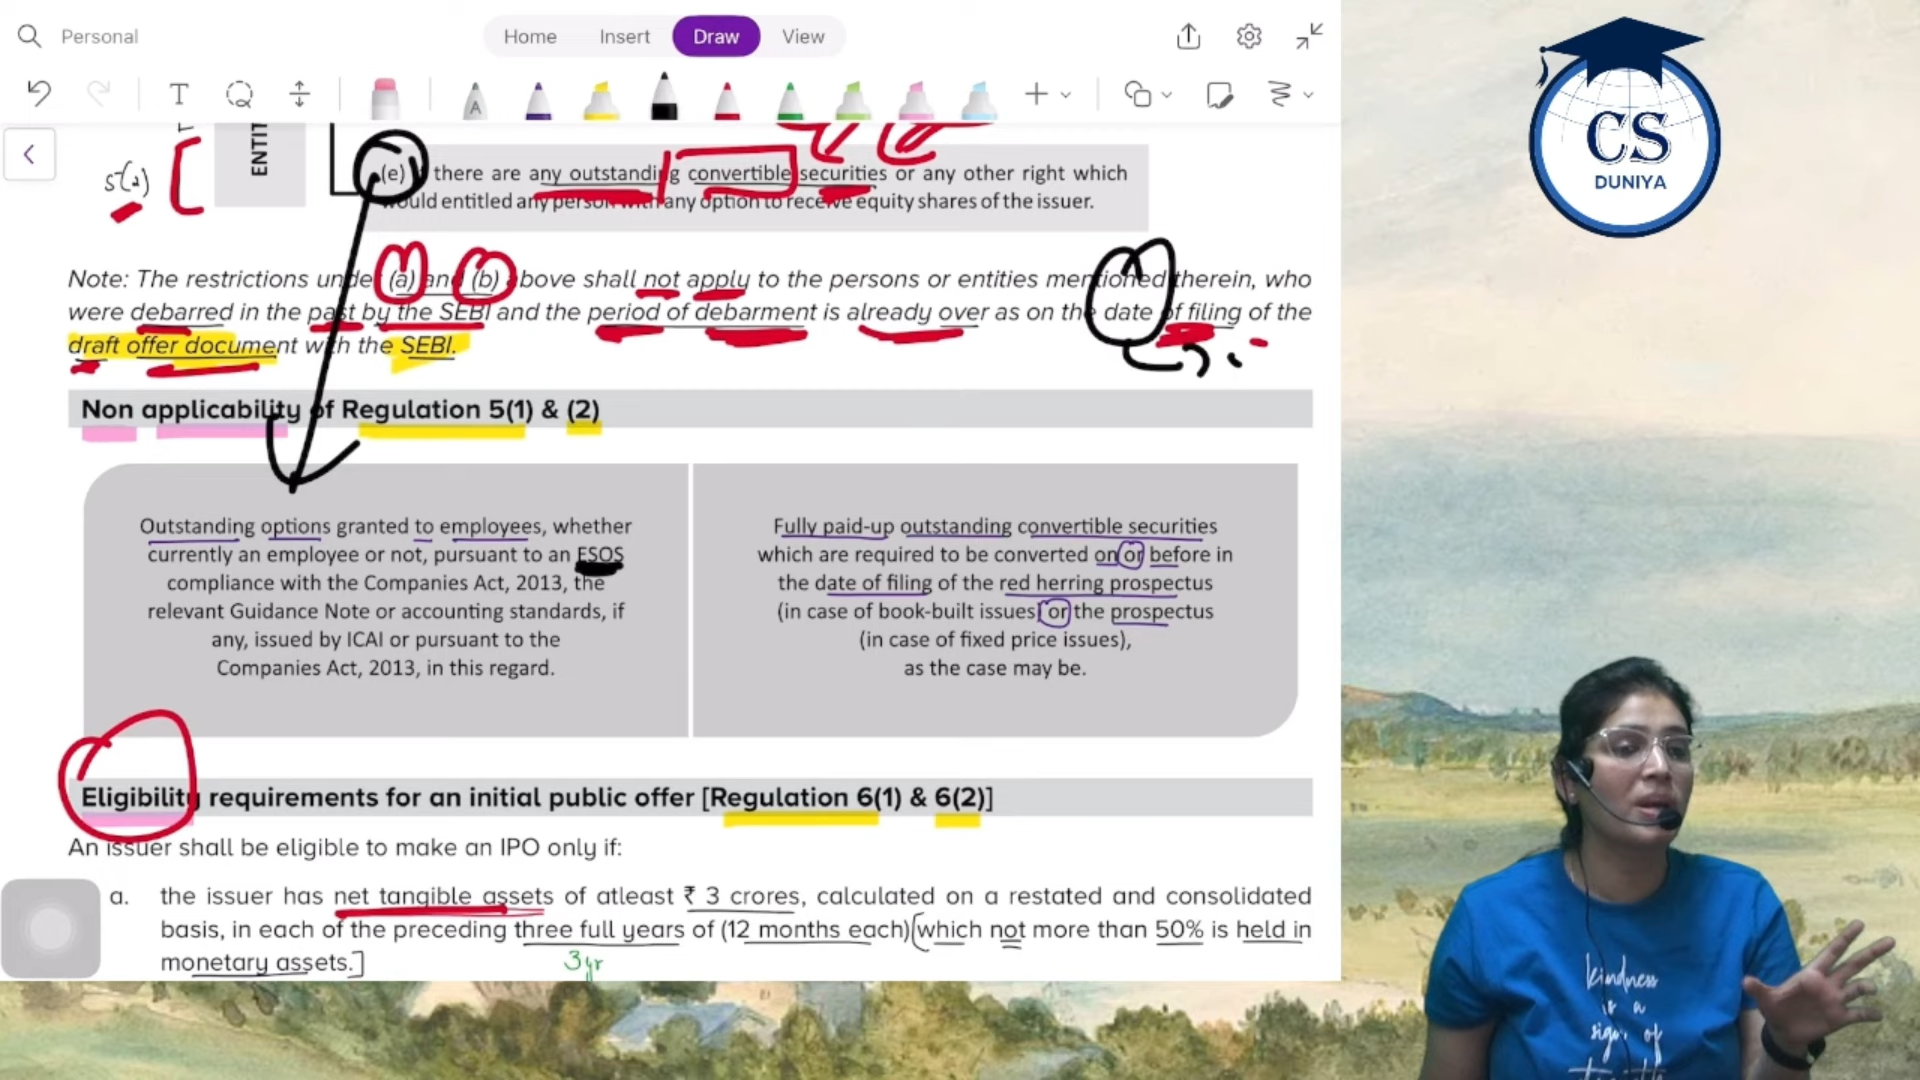 Personal
Home Insert Draw View
T
A
CS
DUNIYA
ENTIT
5(2)
(e) there are any outstanding convertible securities or any other right which
would entitled any person with any option to receive equity shares of the issuer.
Note: The restrictions under (a) and (b) above shall not apply to the persons or entities mentioned therein, who
were debarred in the past by the SEBI and the period of debarment is already over as on the date of filing of the
draft offer document with the SEBI.
Non applicability of Regulation 5(1) & (2)
Outstanding options granted to employees, whether
currently an employee or not, pursuant to an ESOS
compliance with the Companies Act, 2013, the
relevant Guidance Note or accounting standards, if
any, issued by ICAI or pursuant to the
Companies Act, 2013, in this regard.
Fully paid-up outstanding convertible securities
which are required to be converted on or before in
the date of filing of the red herring prospectus
(in case of book-built issues) or the prospectus
(in case of fixed price issues),
as the case may be.
Eligibility requirements for an initial public offer [Regulation 6(1) & 6(2)]
An issuer shall be eligible to make an IPO only if:
a. the issuer has net tangible assets of atleast ₹ 3 crores, calculated on a restated and consolidated
basis, in each of the preceding three full years of (12 months each)[which not more than 50% is held in
monetary assets.]
3yr
kindness
is a
sign of